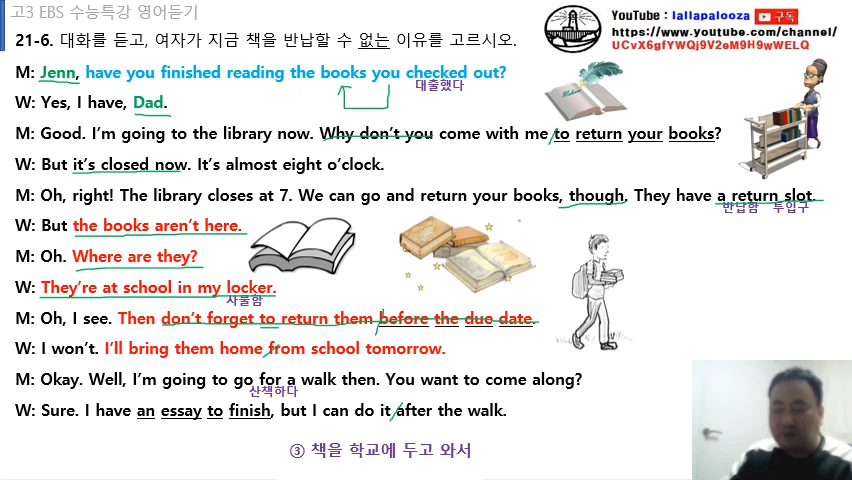 고3 EBS 수능특강 영어듣기
YouTube : lallapalooza 구독
https://www.youtube.com/channel/
UCvX6gfYWQj9V2eM9H9wWELQ
21-6. 대화를 듣고, 여자가 지금 책을 반납할 수 없는 이유를 고르시오.
M: Jenn, have you finished reading the books you checked out?
대출했다
W: Yes, I have, Dad.
M: Good. I’m going to the library now. Why don’t you come with me to return your books?
W: But it’s closed now. It’s almost eight o’clock.
M: Oh, right! The library closes at 7. We can go and return your books, though. They have a return slot.
반납함 투입구
W: But the books aren’t here.
M: Oh. Where are they?
W: They’re at school in my locker.
사물함
M: Oh, I see. Then don’t forget to return them before the due date.
W: I won’t. I’ll bring them home from school tomorrow.
M: Okay. Well, I’m going to go for a walk then. You want to come along?
산책하다
W: Sure. I have an essay to finish, but I can do it after the walk.
③ 책을 학교에 두고 와서